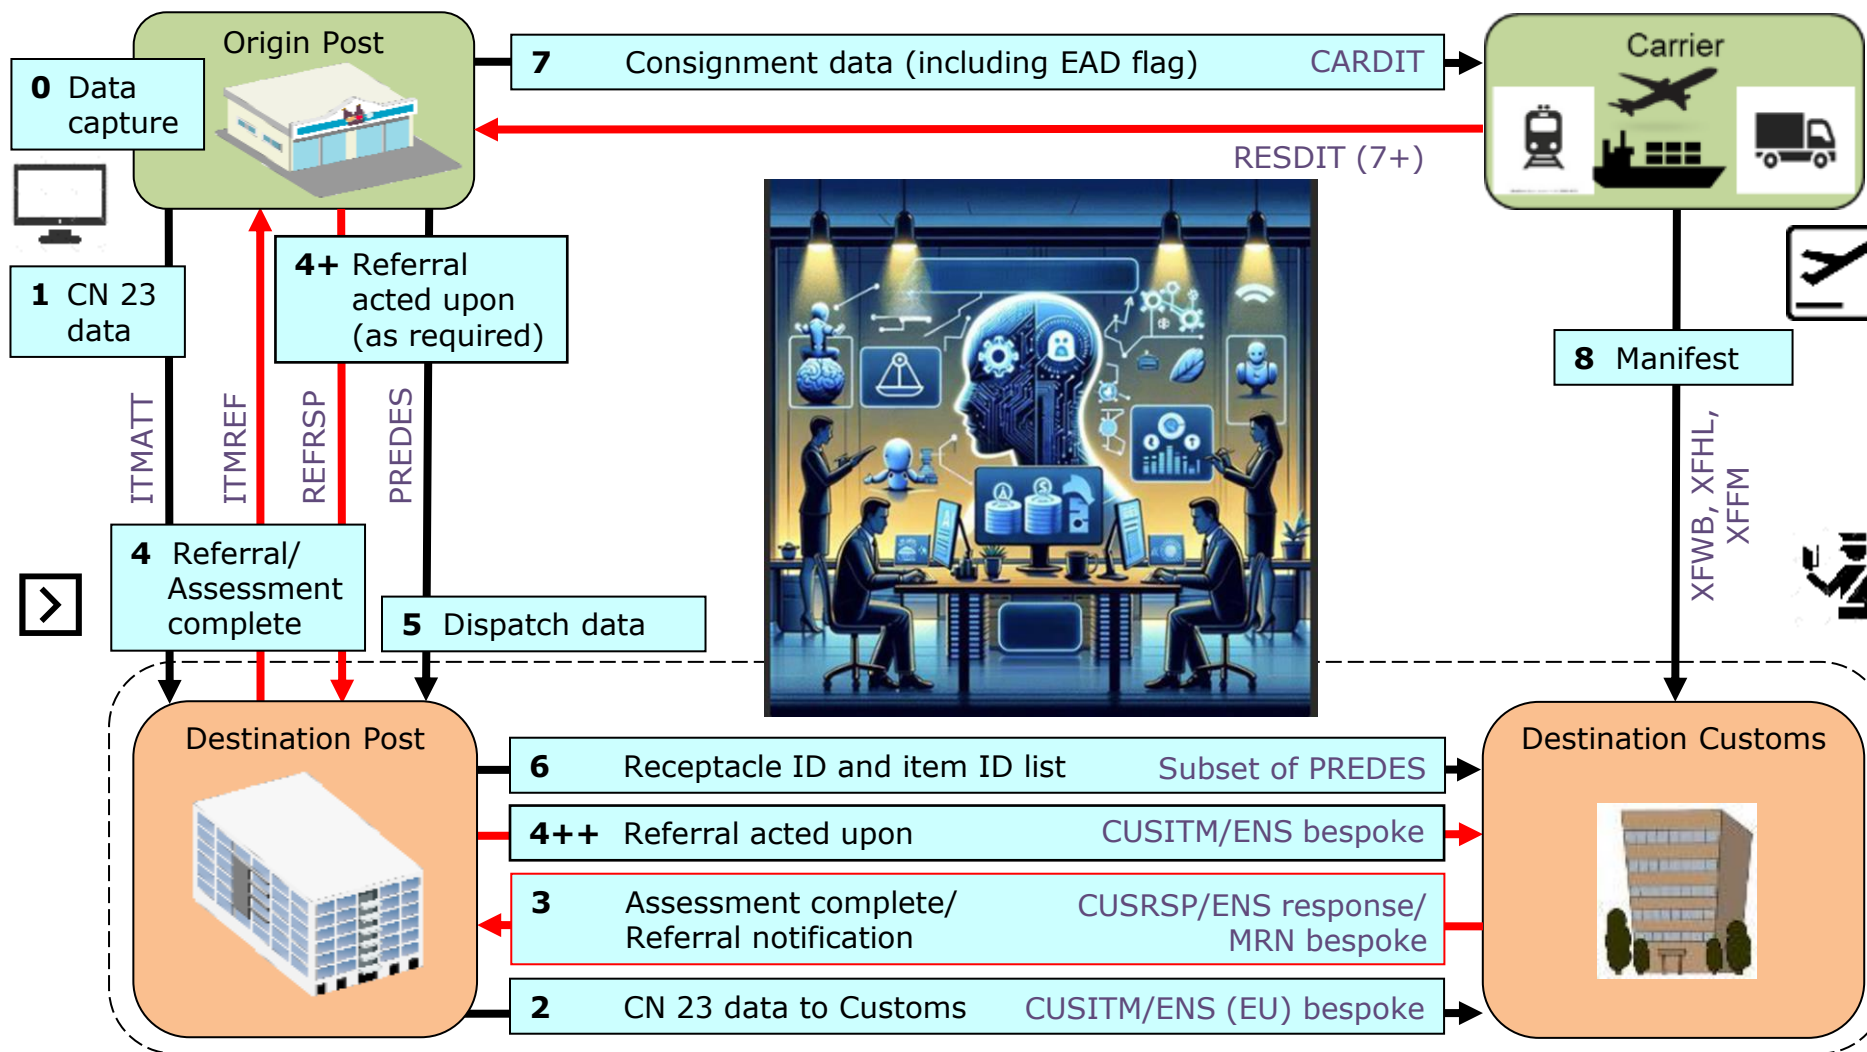 Origin Post
0 Data
capture
7 Consignment data (including EAD flag) CARDIT
Carrier
RESDIT (7+)
1 CN 23
data
4+ Referral
acted upon
(as required)
8 Manifest
ITMATT
ITMREF
REFRSP
PREDES
XFWB, XFHL,
XFFM
4 Referral/
Assessment
complete
5 Dispatch data
Destination Post
Destination Customs
6 Receptacle ID and item ID list Subset of PREDES
4++ Referral acted upon CUSITM/ENS bespoke
3 Assessment complete/ CUSRSP/ENS response/
Referral notification MRN bespoke
2 CN 23 data to Customs CUSITM/ENS (EU) bespoke